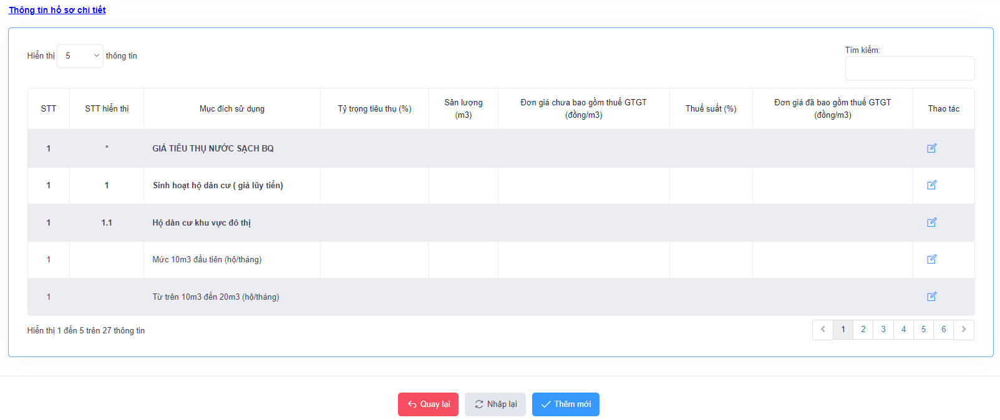 Thông tin hồ sơ chi tiết
Hiển thị 5 thông tin
Tìm kiếm:
STT STT hiển thị Mục đích sử dụng Tỷ trọng tiêu thụ (%) Sản lượng (m3) Đơn giá chưa bao gồm thuế GTGT (đồng/m3) Thuế suất (%) Đơn giá đã bao gồm thuế GTGT (đồng/m3) Thao tác
1 * GIÁ TIÊU THỤ NƯỚC SẠCH BQ
1 1 Sinh hoạt hộ dân cư ( giá lũy tiến)
1 1.1 Hộ dân cư khu vực đô thị
1 Mức 10m3 đầu tiên (hộ/tháng)
1 Từ trên 10m3 đến 20m3 (hộ/tháng)
Hiển thị 1 đến 5 trên 27 thông tin
1 2 3 4 5 6
Quay lại Nhập lại Thêm mới